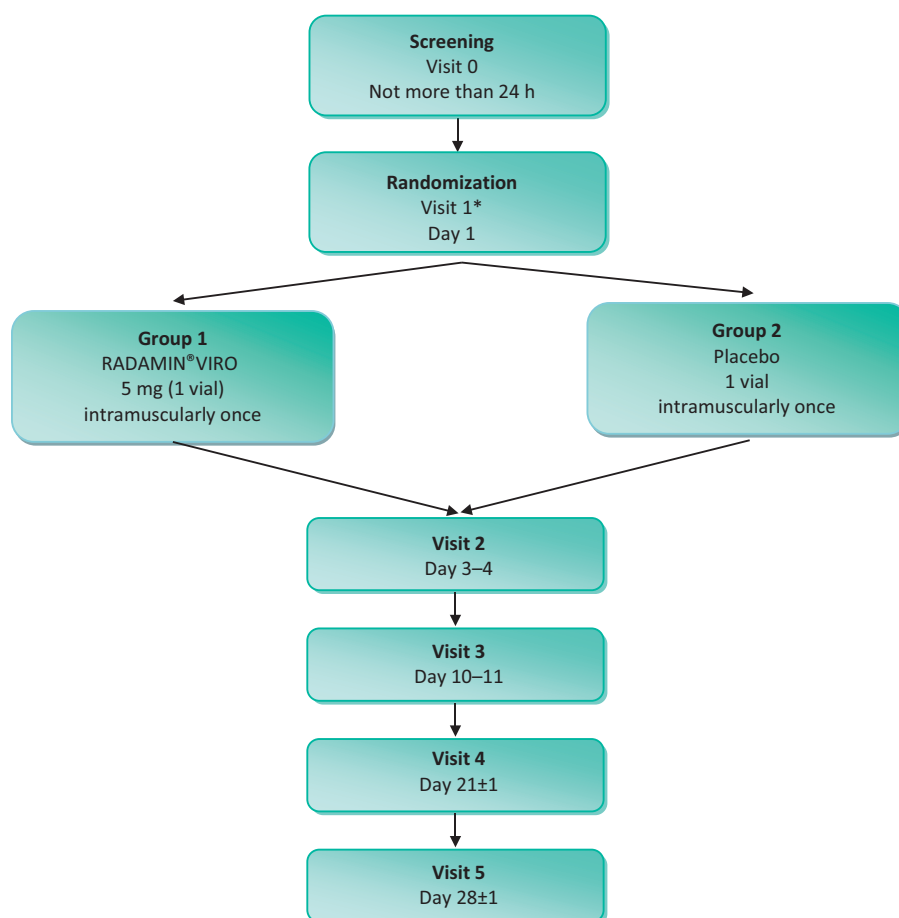 Screening
Visit 0
Not more than 24 h
Randomization
Visit 1*
Day 1
Group 1
RADAMIN®VIRO
5 mg (1 vial)
intramuscularly once
Group 2
Placebo
1 vial
intramuscularly once
Visit 2
Day 3–4
Visit 3
Day 10–11
Visit 4
Day 21±1
Visit 5
Day 28±1